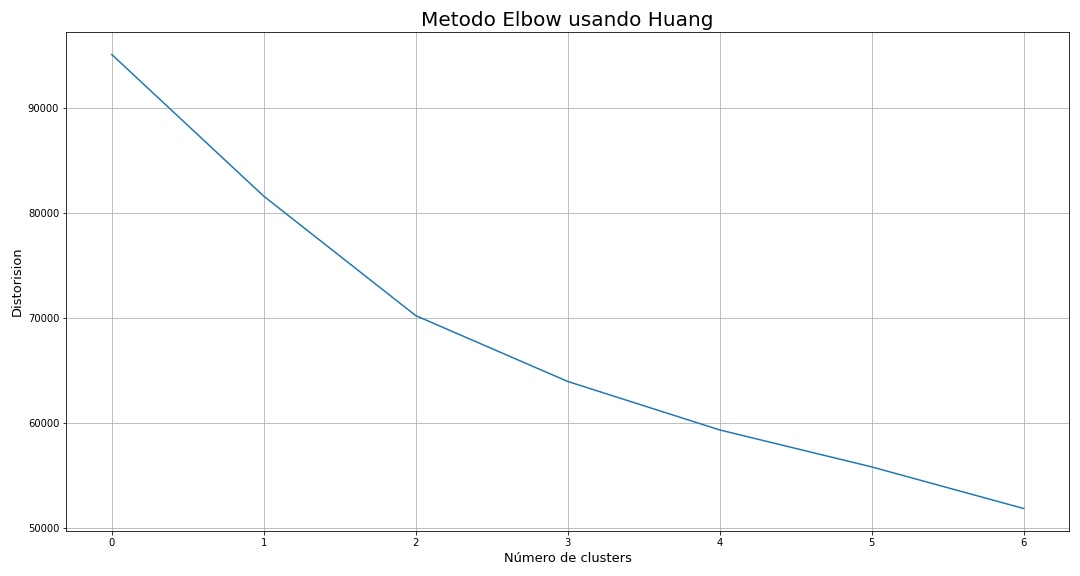 Metodo Elbow usando Huang
90000
80000
70000
60000
50000
Distorision
0 1 2 3 4 5 6
Número de clusters